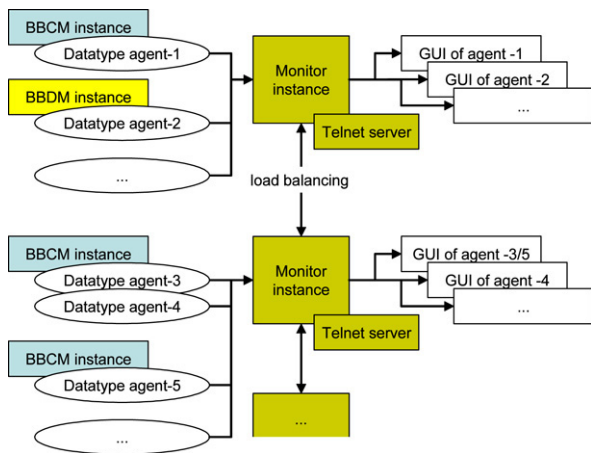 BBCM instance
Datatype agent-1
BBDM instance
Datatype agent-2
...
Monitor
instance
Telnet server
GUI of agent -1
GUI of agent -2
...
load balancing
BBCM instance
Datatype agent-3
Datatype agent-4
BBCM instance
Datatype agent-5
...
Monitor
instance
Telnet server
GUI of agent -3/5
GUI of agent -4
...
...